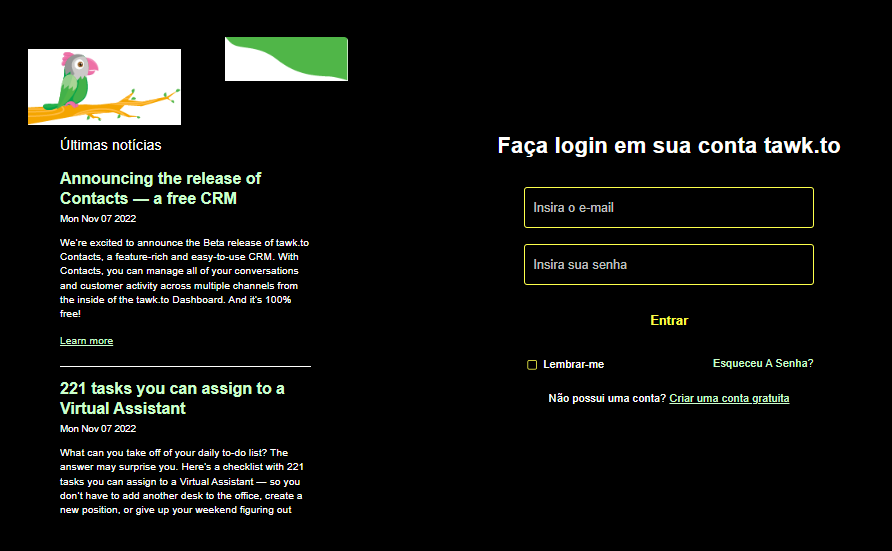 Últimas notícias
Announcing the release of
Contacts — a free CRM
Mon Nov 07 2022
We're excited to announce the Beta release of tawk.to
Contacts, a feature-rich and easy-to-use CRM. With
Contacts, you can manage all of your conversations
and customer activity across multiple channels from
the inside of the tawk.to Dashboard. And it's 100%
free!
Learn more
221 tasks you can assign to a
Virtual Assistant
Mon Nov 07 2022
What can you take off of your daily to-do list? The
answer may surprise you. Here's a checklist with 221
tasks you can assign to a Virtual Assistant — so you
don't have to add another desk to the office, create a
new position, or give up your weekend figuring out
Faça login em sua conta tawk.to
Insira o e-mail
Insira sua senha
Entrar
Lembrar-me
Esqueceu A Senha?
Não possui uma conta? Criar uma conta gratuita